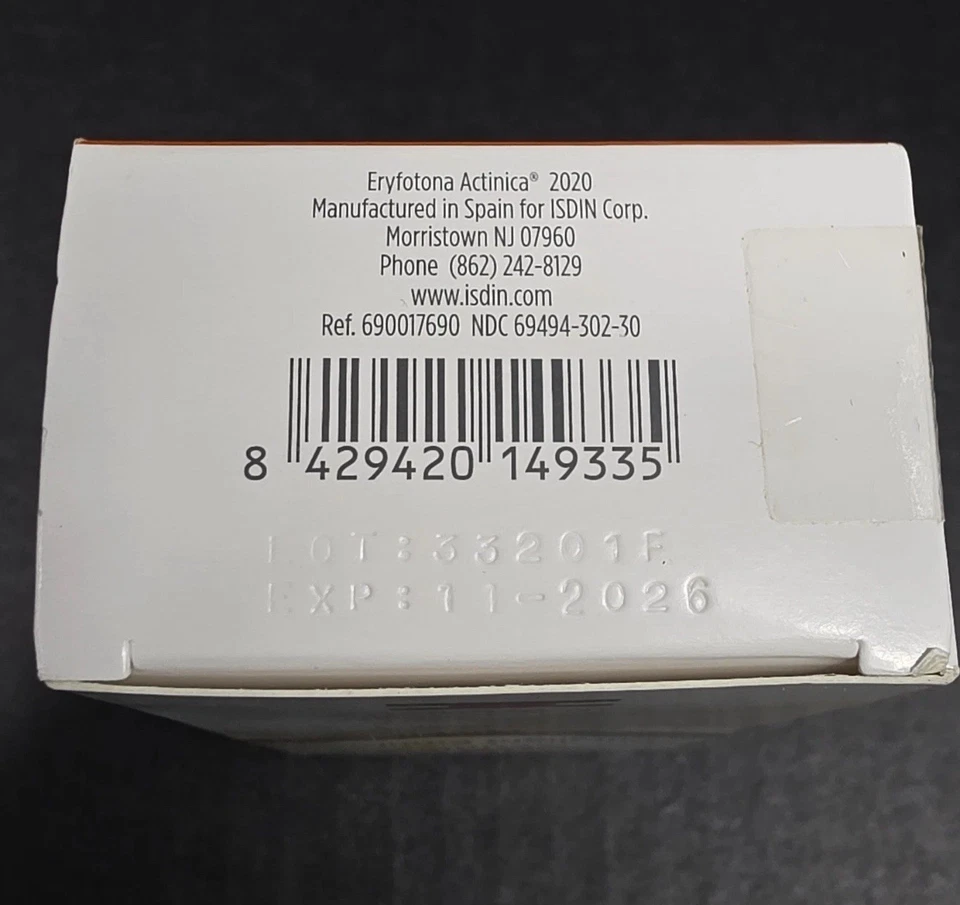 Eryfotona Actinica® 2020
Manufactured in Spain for ISDIN Corp.
Morristown NJ 07960
Phone (862) 242-8129
www.isdin.com
Ref. 690017690 NDC 69494-302-30
8 429420 149335
LOT:33201F
EXP:11-2026